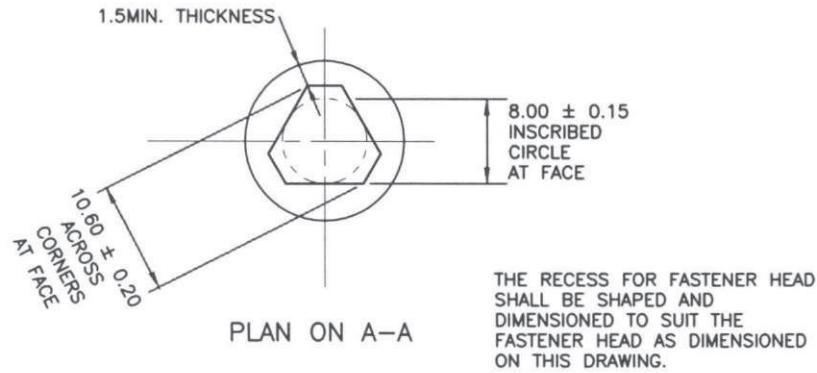 1.5MIN. THICKNESS
8.00 ± 0.15
INSCRIBED
CIRCLE
AT FACE
10.60 ± 0.20
ACROSS
CORNERS
AT FACE
PLAN ON A-A
THE RECESS FOR FASTENER HEAD
SHALL BE SHAPED AND
DIMENSIONED TO SUIT THE
FASTENER HEAD AS DIMENSIONED
ON THIS DRAWING.